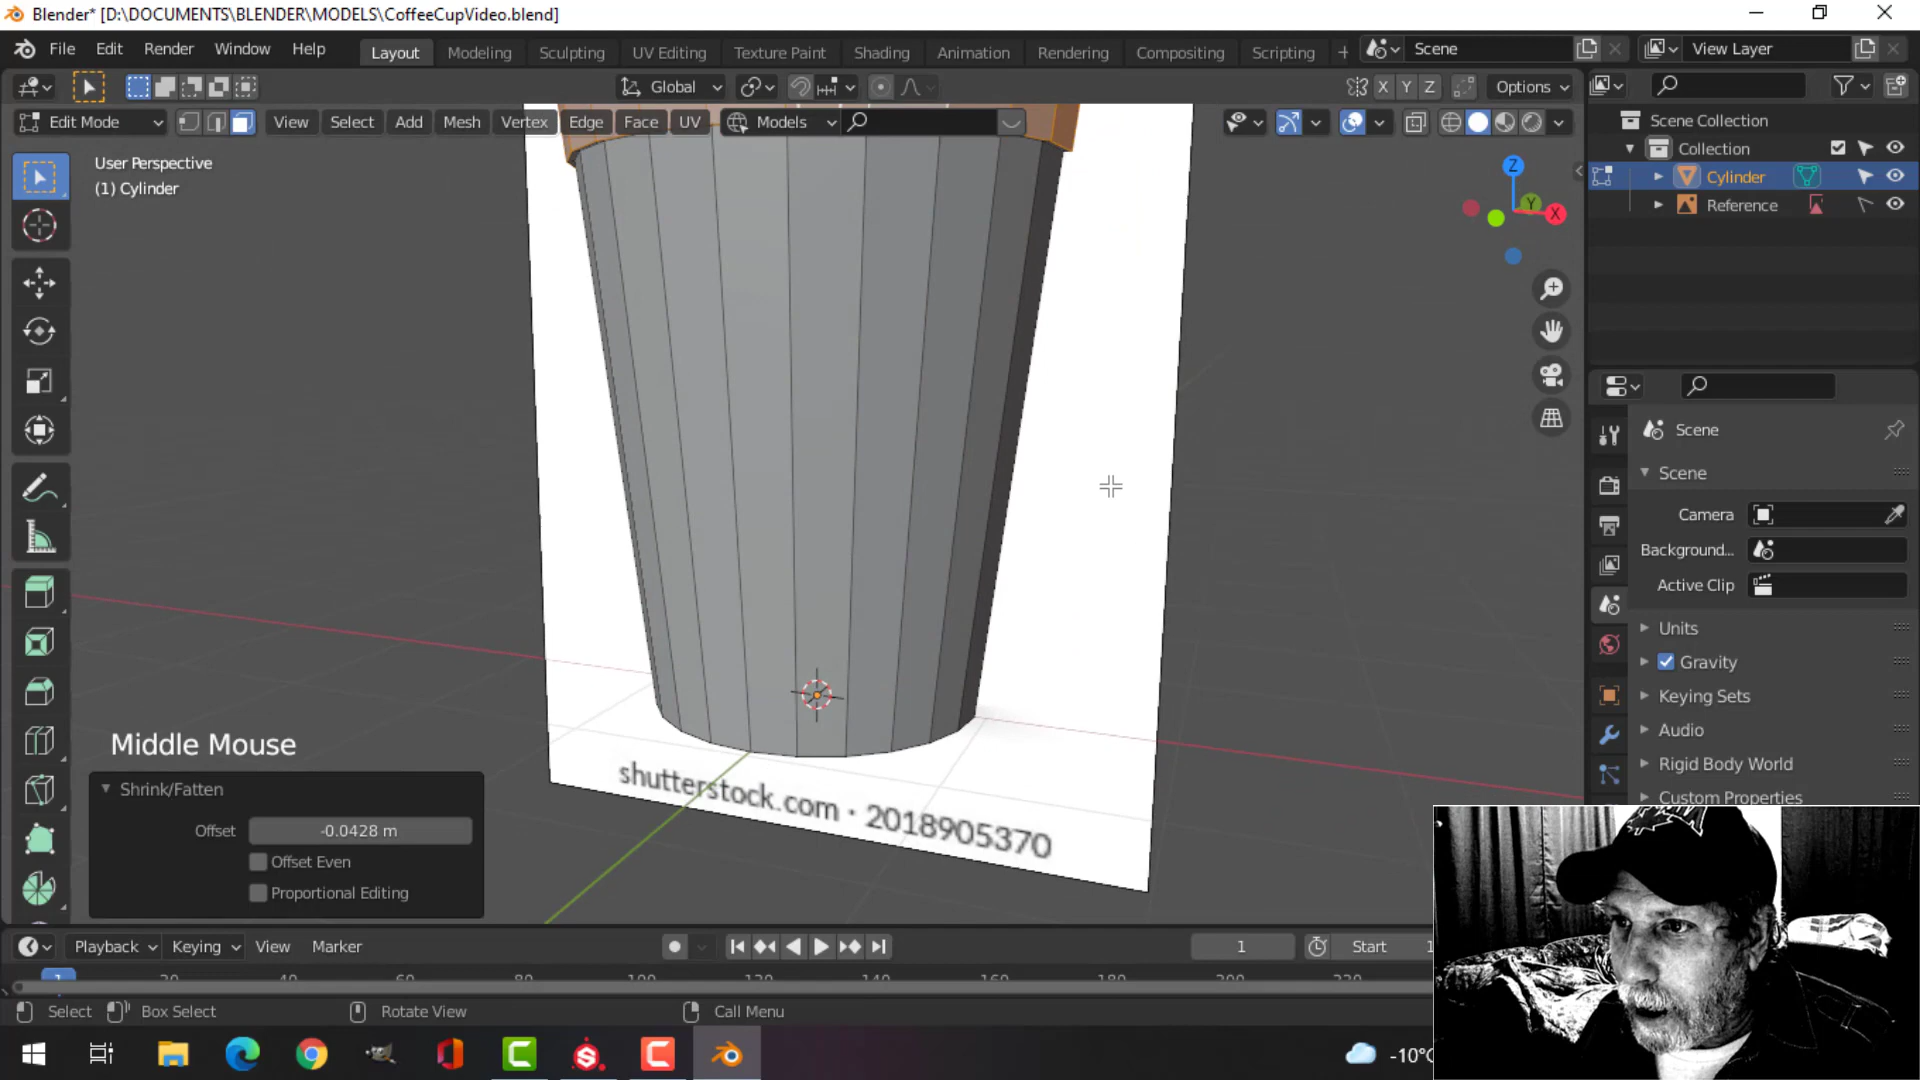 Blender* [D:\DOCUMENTS\BLENDER\MODELS\CoffeeCupVideo.blend]
File Edit Render Window Help Layout Modeling Sculpting UV Editing Texture Paint Shading Animation Rendering Compositing Scripting + Scene View Layer
Global X Y Z Options
Edit Mode View Select Add Mesh Vertex Edge Face UV Models
Scene Collection
Collection
Cylinder
Reference
User Perspective
(1) Cylinder
Z
Y
X
Scene
Scene
Camera
Background...
Active Clip
Units
Gravity
Keying Sets
Audio
Rigid Body World
Custom Properties
shutterstock.com · 2018905370
Middle Mouse
Shrink/Fatten
Offset -0.0428 m
Offset Even
Proportional Editing
Playback Keying View Marker 1 Start
1
Select Box Select Rotate View Call Menu
-10°C